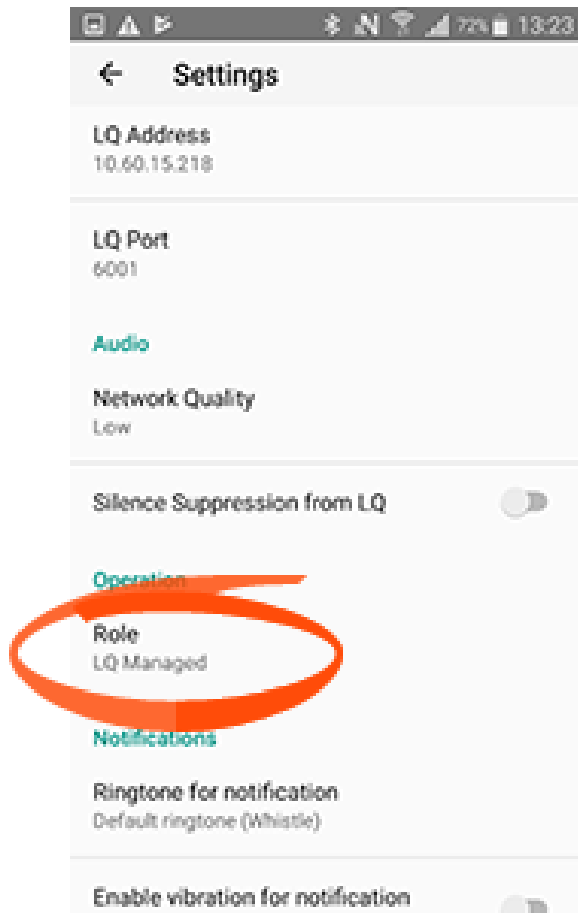 72% 13:23
Settings
LQ Address
10.60.15.218
LQ Port
6001
Audio
Network Quality
Low
Silence Suppression from LQ
Operation
Role
LQ Managed
Notifications
Ringtone for notification
Default ringtone (Whistle)
Enable vibration for notification